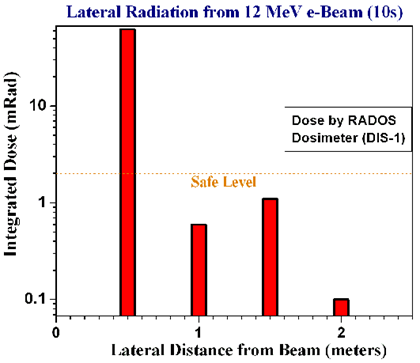 Lateral Radiation from 12 MeV e-Beam (10s)
Integrated Dose (mRad)
10
1
0.1
Dose by RADOS
Dosimeter (DIS-1)
Safe Level
0
1
2
Lateral Distance from Beam (meters)